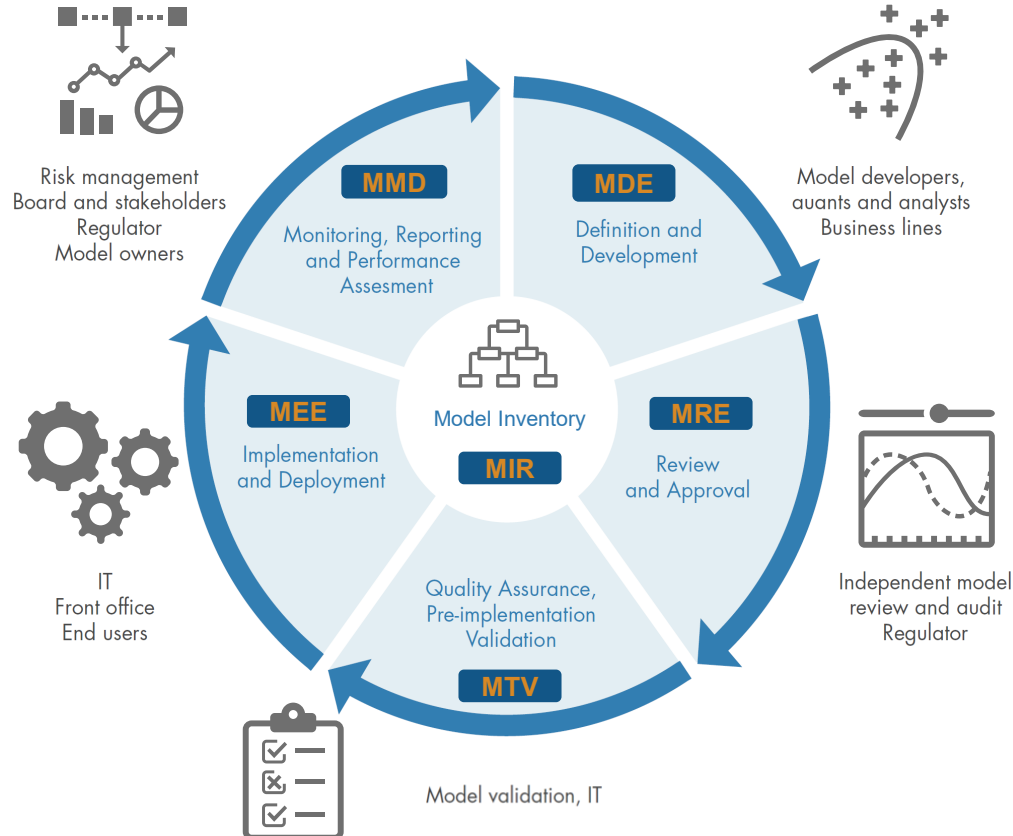 Risk management
Board and stakeholders
Regulator
Model owners
MMD
Monitoring, Reporting
and Performance
Assesment
MDE
Definition and
Development
Model developers,
auants and analysts
Business lines
MEE
Implementation
and Deployment
Model Inventory
MIR
MRE
Review
and Approval
IT
Front office
End users
Quality Assurance,
Pre-implementation
Validation
MTV
Independent model
review and audit
Regulator
Model validation, IT